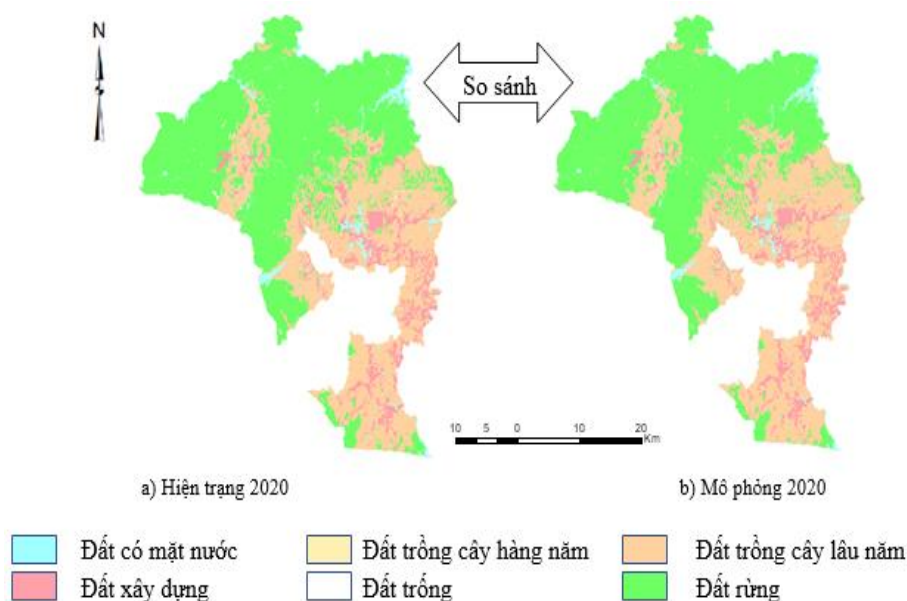 N
So sánh
10 5 0 10 20
Km
a) Hiện trạng 2020
b) Mô phỏng 2020
Đất có mặt nước
Đất trồng cây hàng năm
Đất trồng cây lâu năm
Đất xây dựng
Đất trống
Đất rừng